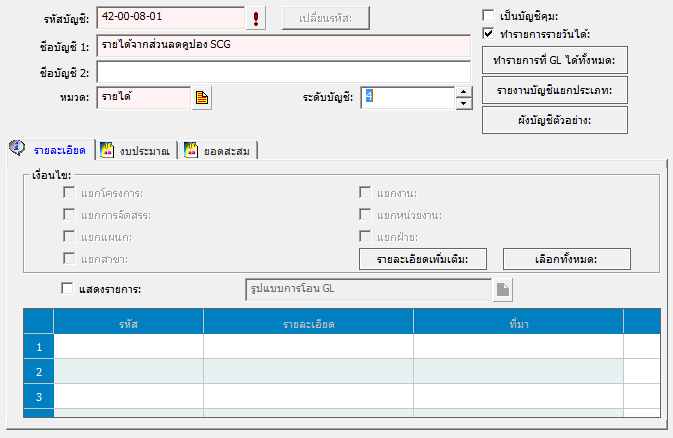 รหัสบัญชี: 42-00-08-01 เปลี่ยนรหัส: เป็นบัญชีคุม:
ทำรายการรายวันได้:
ชื่อบัญชี 1: รายได้จากส่วนลดคูปอง SCG
ทำรายการที่ GL ได้ทั้งหมด:
ชื่อบัญชี 2:
หมวด: รายได้ ระดับบัญชี: 4 รายงานบัญชีแยกประเภท:
ผังบัญชีตัวอย่าง:
รายละเอียด งบประมาณ ยอดสะสม
เงื่อนไข:
แยกโครงการ: แยกงาน:
แยกการจัดสรร: แยกหน่วยงาน:
แยกแผนก: แยกฝ่าย:
แยกสาขา: รายละเอียดเพิ่มเติม: เลือกทั้งหมด:
แสดงรายการ: รูปแบบการโอน GL
รหัส รายละเอียด ที่มา
1
2
3